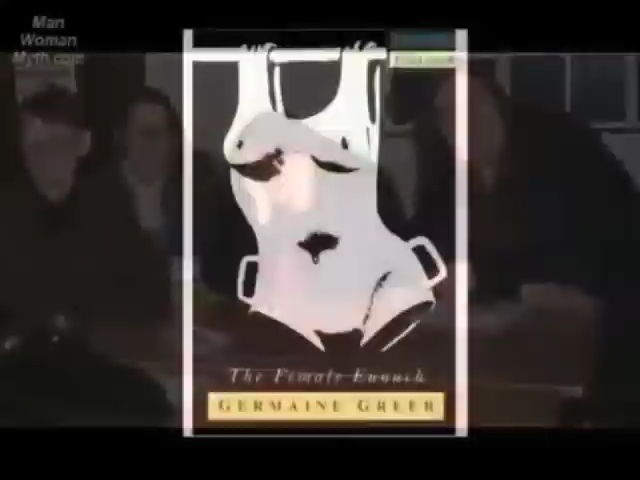 Man
Woman
Myth.com
The Female Eunuch
GERMAINE GREER